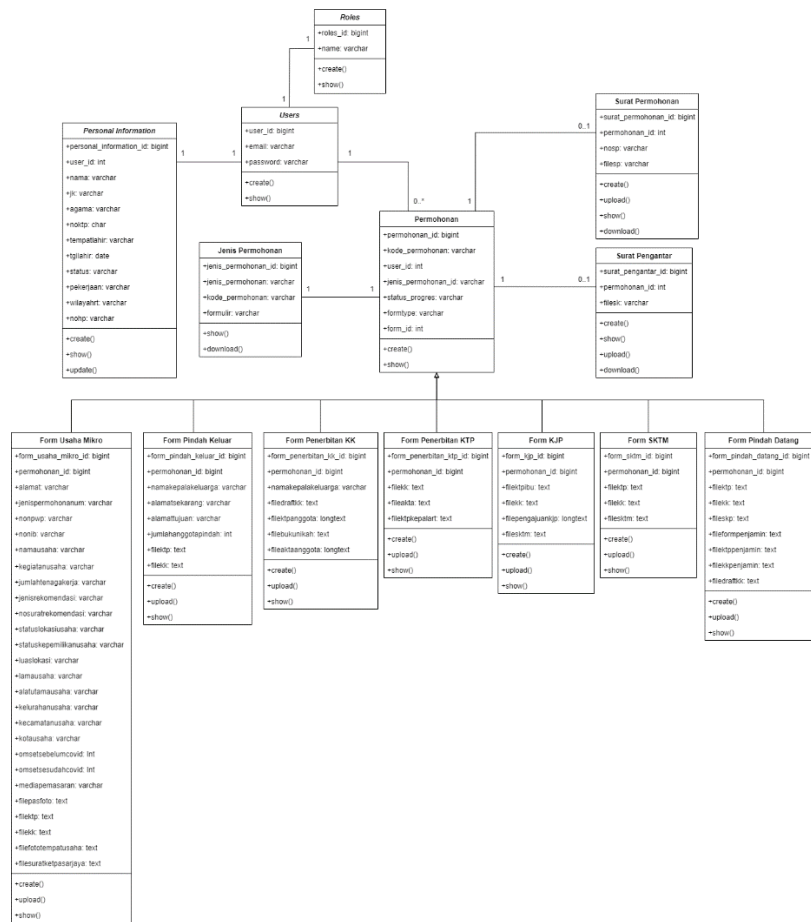 Roles
+roles_id: bigint
+name: varchar
+create()
+show()
1
1
Users
+user_id: bigint
+email: varchar
+password: varchar
+create()
+show()
1
1
1
0..*
Personal Information
+personal_information_id: bigint
+user_id: int
+nama: varchar
+jk: varchar
+agama: varchar
+noktp: char
+tempatlahir: varchar
+tgllahir: date
+status: varchar
+pekerjaan: varchar
+wilayahrt: varchar
+nohp: varchar
+create()
+show()
+update()
Surat Permohonan
+surat_permohonan_id: bigint
+permohonan_id: int
+nosp: varchar
+filesp: varchar
+create()
+upload()
+show()
+download()
0..1
1
Jenis Permohonan
+jenis_permohonan_id: bigint
+jenis_permohonan: varchar
+kode_permohonan: varchar
+formulir: varchar
+show()
+download()
1
1
Permohonan
+permohonan_id: bigint
+kode_permohonan: varchar
+user_id: int
+jenis_permohonan_id: varchar
+status_progres: varchar
+formtype: varchar
+form_id: int
+create()
+show()
1
0..1
Surat Pengantar
+surat_pengantar_id: bigint
+permohonan_id: int
+filesk: varchar
+create()
+show()
+upload()
+download()
Form Usaha Mikro
+form_usaha_mikro_id: bigint
+permohonan_id: bigint
+alamat: varchar
+jenispermohonanum: varchar
+nonpwp: varchar
+nonib: varchar
+namausaha: varchar
+kegiatanusaha: varchar
+jumlahtenagakerja: varchar
+jenisrekomendasi: varchar
+nosuratrekomendasi: varchar
+statuslokasiusaha: varchar
+statuskepemilikanusaha: varchar
+luaslokasi: varchar
+lamausaha: varchar
+alatutamausaha: varchar
+kelurahanusaha: varchar
+kecamatanusaha: varchar
+kotausaha: varchar
+omsetsebelumcovid: Int
+omsetsesudahcovid: Int
+mediapemasaran: varchar
+filepasfoto: text
+filektp: text
+filekk: text
+filefototempatusaha: text
+filesuratketpasarjaya: text
+create()
+upload()
+show()
Form Pindah Keluar
+form_pindah_keluar_id: bigint
+permohonan_id: bigint
+namakepalakeluarga: varchar
+alamatsekarang: varchar
+alamattujuan: varchar
+jumlahanggotapindah: int
+filektp: text
+filekk: text
+create()
+upload()
+show()
Form Penerbitan KK
+form_penerbitan_kk_id: bigint
+permohonan_id: bigint
+namakepalakeluarga: varchar
+filedraftkk: text
+filektpanggota: longtext
+filebukunikah: text
+fileaktaanggota: longtext
+create()
+upload()
+show()
Form Penerbitan KTP
+form_penerbitan_ktp_id: bigint
+permohonan_id: bigint
+filekk: text
+fileakta: text
+filektpkepalart: text
+create()
+upload()
+show()
Form KJP
+form_kjp_id: bigint
+permohonan_id: bigint
+filektpibu: text
+filekk: text
+filepengajuankjp: longtext
+filesktm: text
+create()
+upload()
+show()
Form SKTM
+form_sktm_id: bigint
+permohonan_id: bigint
+filektp: text
+filekk: text
+filesktm: text
+create()
+upload()
+show()
Form Pindah Datang
+form_pindah_datang_id: bigint
+permohonan_id: bigint
+filektp: text
+filekk: text
+fileskp: text
+fileformpenjamin: text
+filektppenjamin: text
+filekkpenjamin: text
+filedraftkk: text
+create()
+upload()
+show()